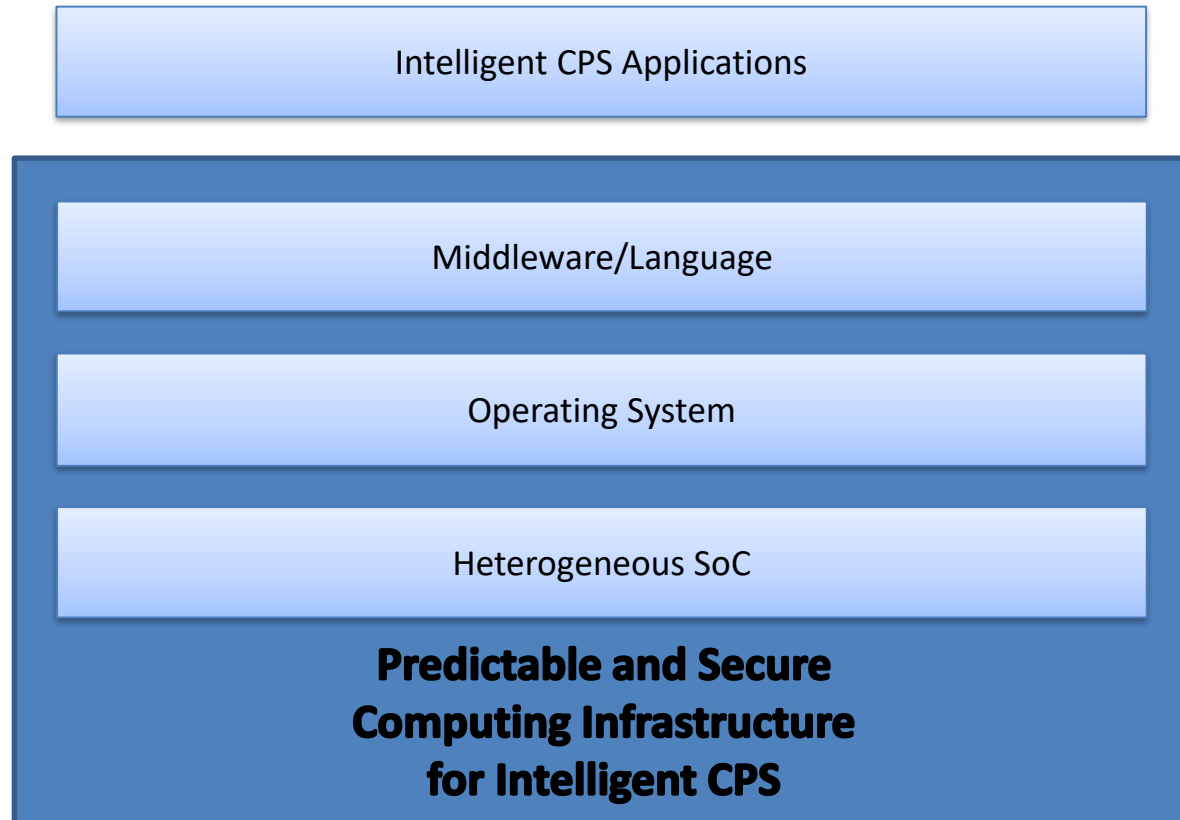 Intelligent CPS Applications
Middleware/Language
Operating System
Heterogeneous SoC
Predictable and Secure
Computing Infrastructure
for Intelligent CPS